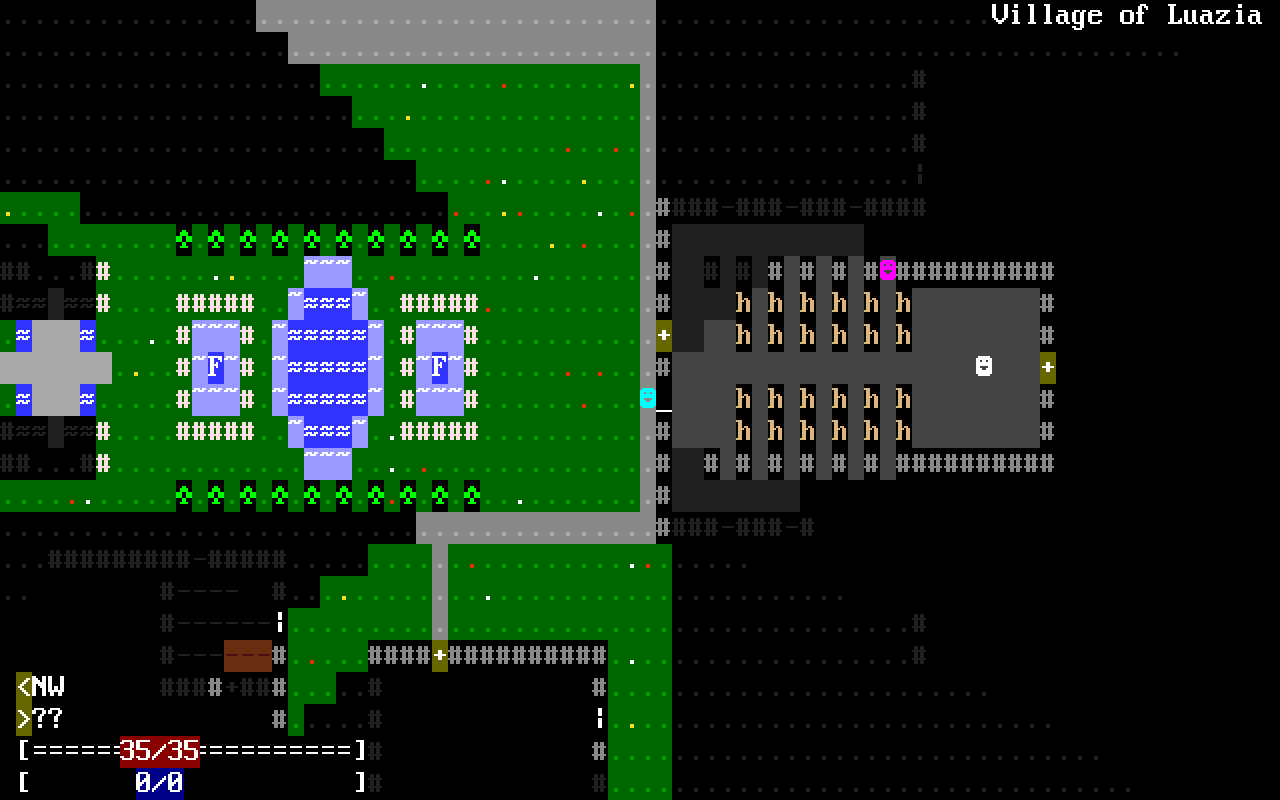 Village of Luazia
<NW
>??
[======35/35==========]
[ 0/0 ]